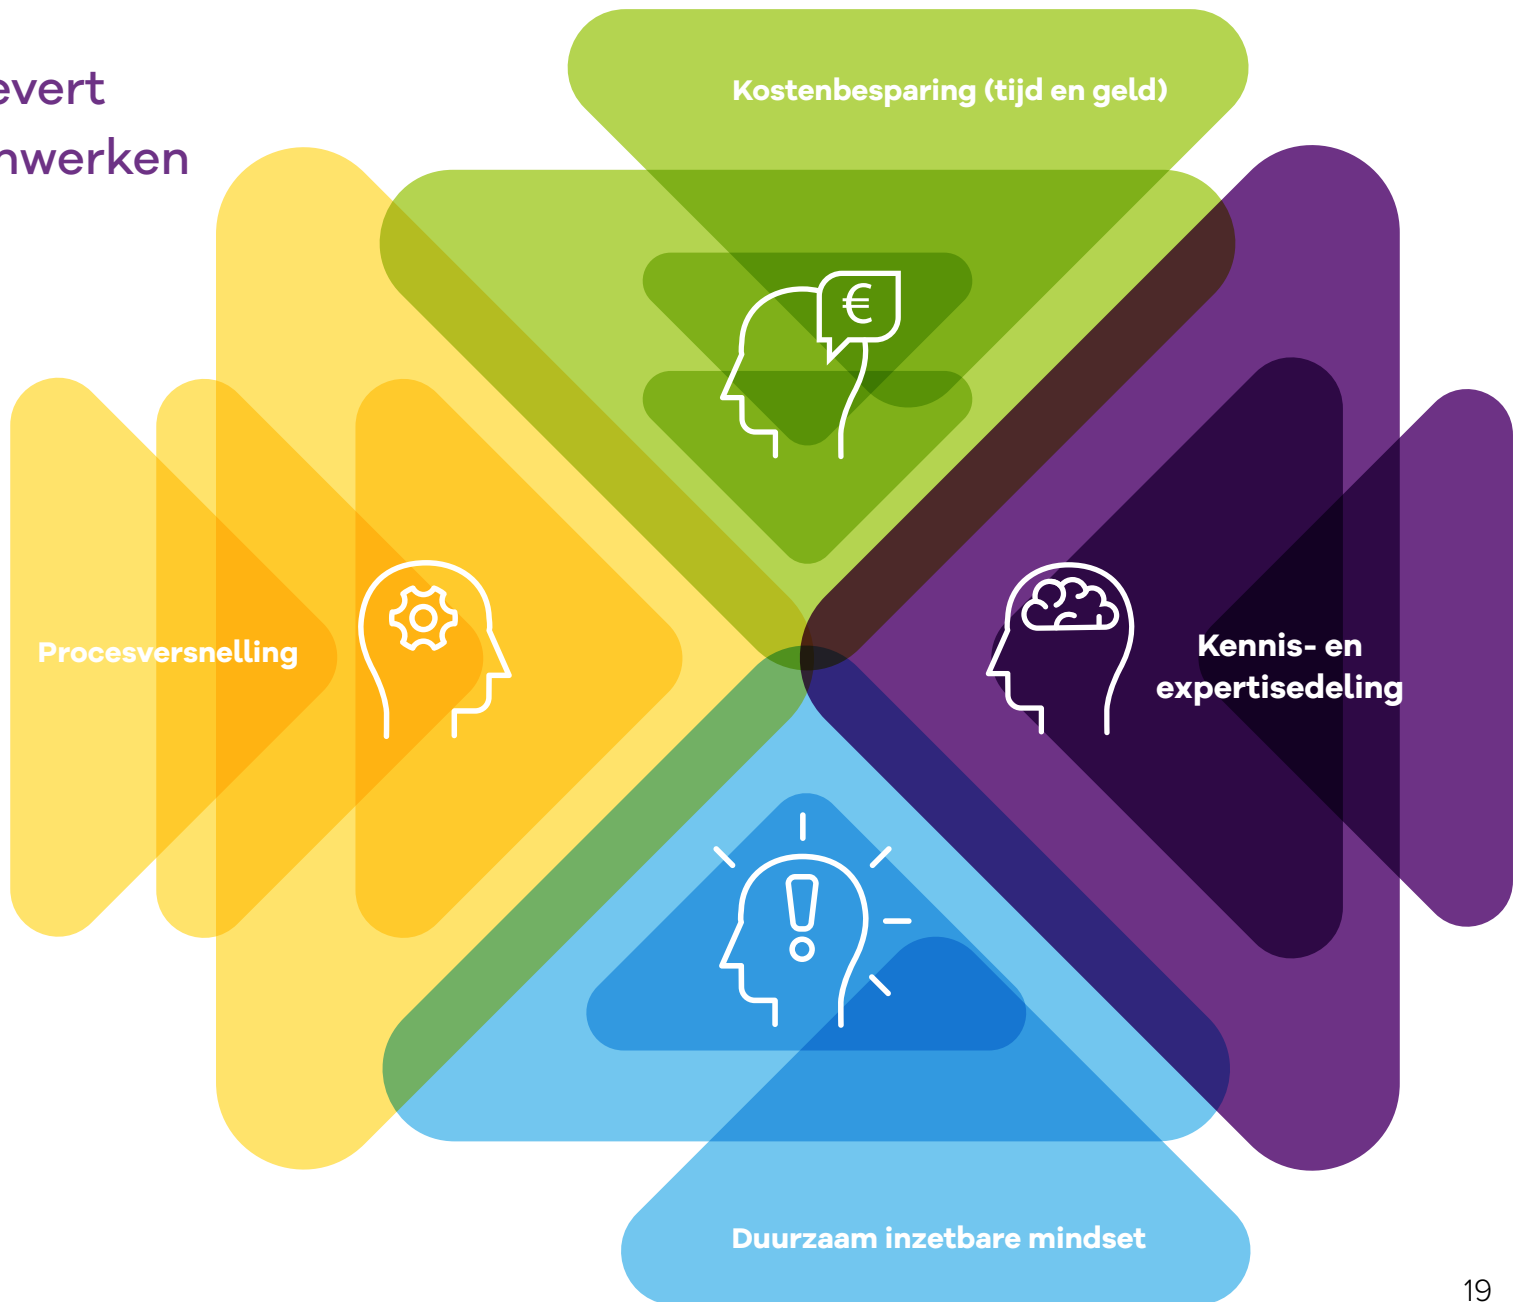 evert
nwerken
Kostenbesparing (tijd en geld)
€
Procesversnelling
Kennis- en
expertisedeling
Duurzaam inzetbare mindset
19